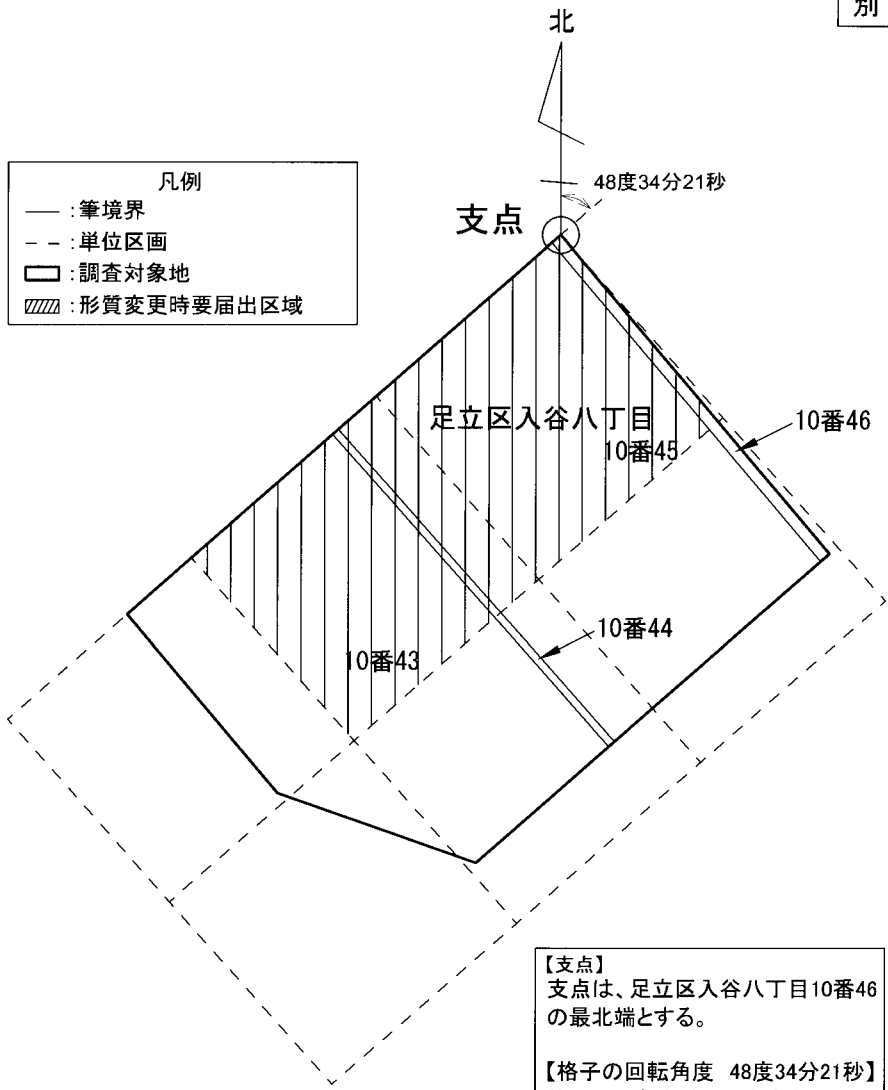 別
北
48度34分21秒
支点
凡例
― :筆境界
- - :単位区画
:調査対象地
:形質変更時要届出区域
足立区入谷八丁目
10番45
10番46
10番44
10番43
【支点】
支点は、足立区入谷八丁目10番46
の最北端とする。
【格子の回転角度 48度34分21秒】